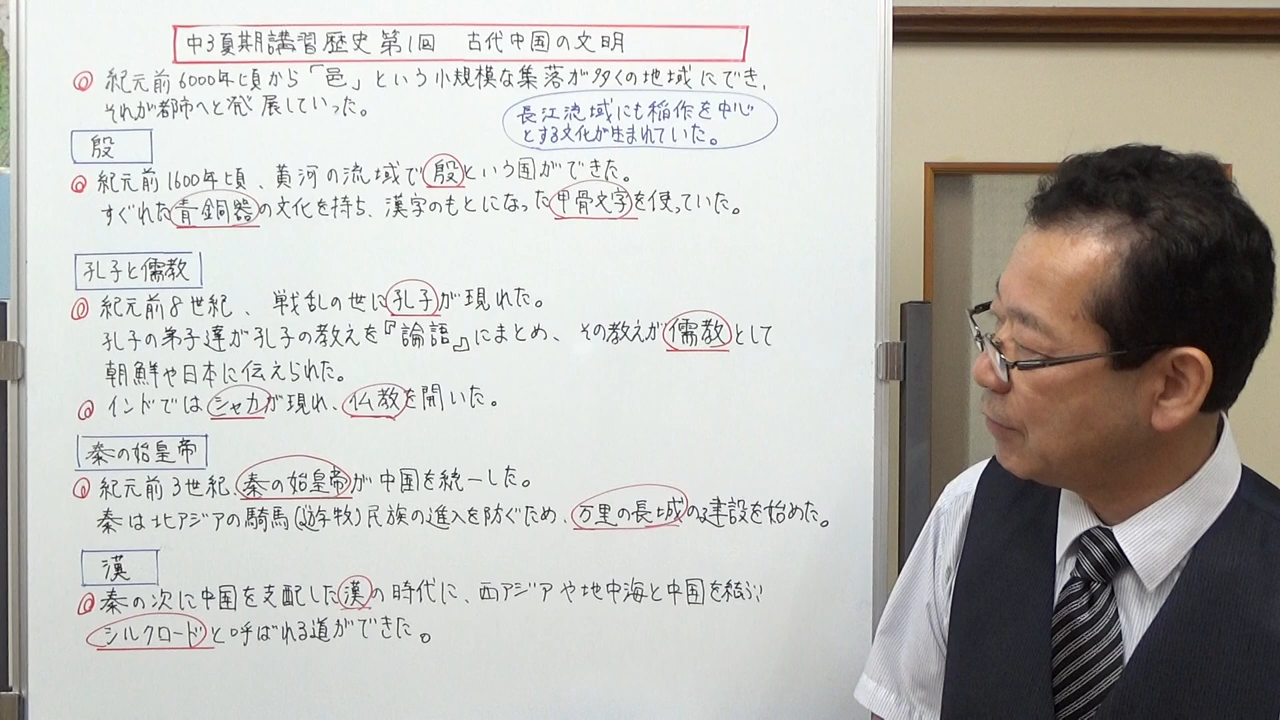 中3夏期講習歴史第1回 古代中国の文明
◎ 紀元前6000年頃から「邑」という小規模な集落が多くの地域にでき、
それが都市へと発展していった。
長江流域にも稲作を中心
とする文化が生まれていた。
殷
◎ 紀元前1600年頃、黄河の流域で殷という国ができた。
すぐれた青銅器の文化を持ち、漢字のもとになった甲骨文字を使っていた。
孔子と儒教
◎ 紀元前8世紀、戦乱の世に孔子が現れた。
孔子の弟子達が孔子の教えを『論語』にまとめ、その教えが儒教として
朝鮮や日本に伝えられた。
◎ インドではシャカが現れ、仏教を開いた。
秦の始皇帝
◎ 紀元前3世紀、秦の始皇帝が中国を統一した。
秦は北アジアの騎馬(遊牧)民族の進入を防ぐため、万里の長城の建設を始めた。
漢
◎ 秦の次に中国を支配した漢の時代に、西アジアや地中海と中国を結ぶ
シルクロードと呼ばれる道ができた。